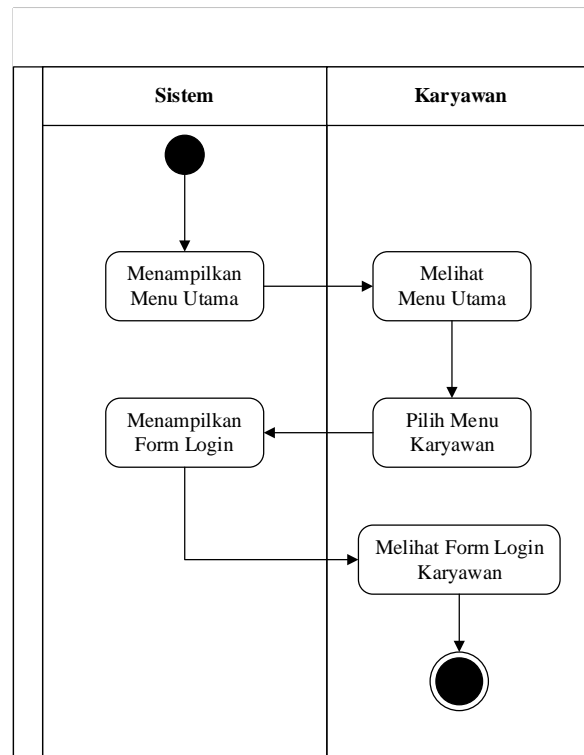 Sistem
Karyawan
Menampilkan
Menu Utama
Melihat
Menu Utama
Menampilkan
Form Login
Pilih Menu
Karyawan
Melihat Form Login
Karyawan